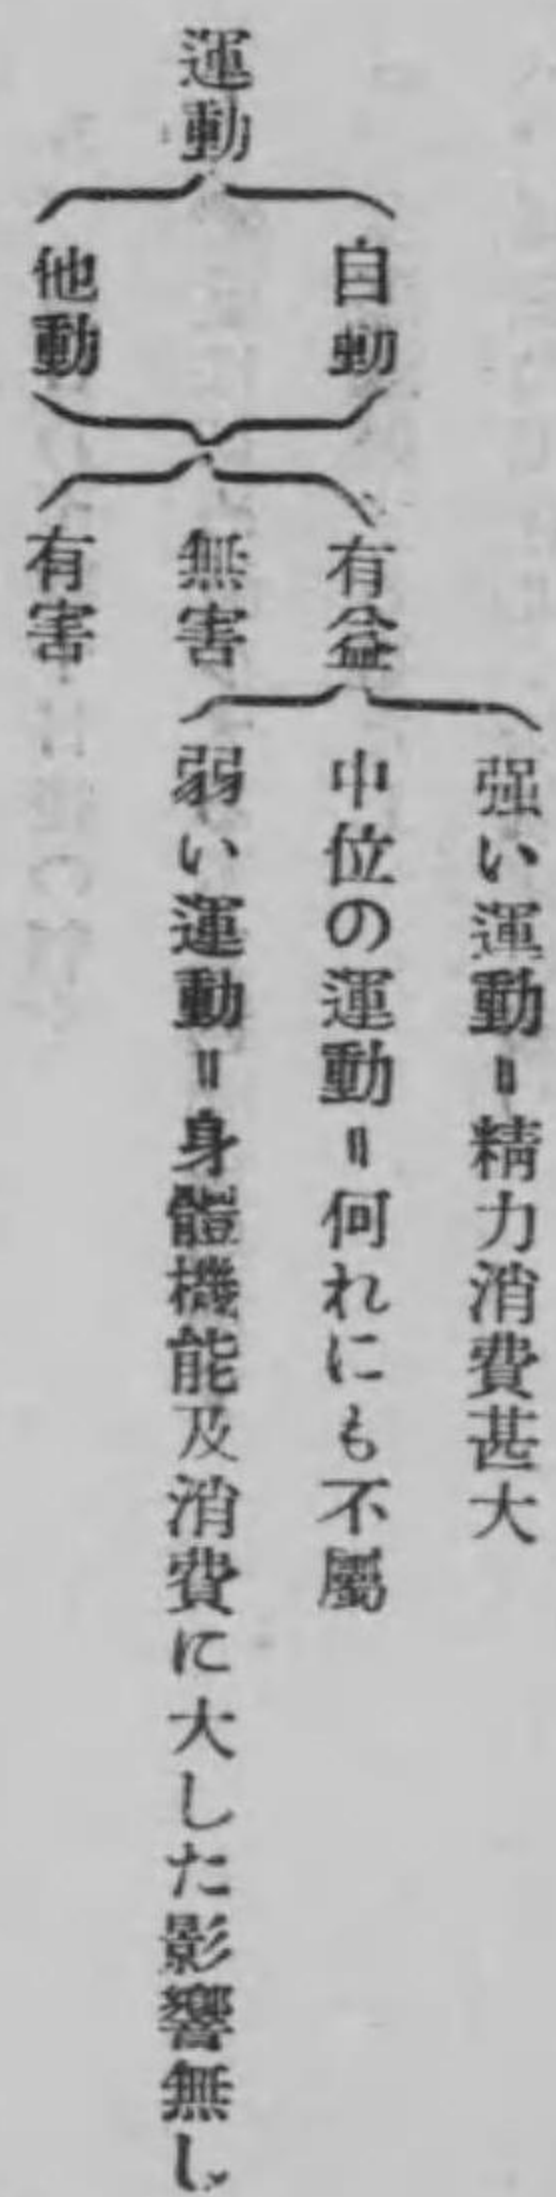 運動
自動
他動
有益
無害
有害
强い運動=精力消費甚大
中位の運動=何れにも不屬
弱い運動=身體機能及消費に大した影響無し